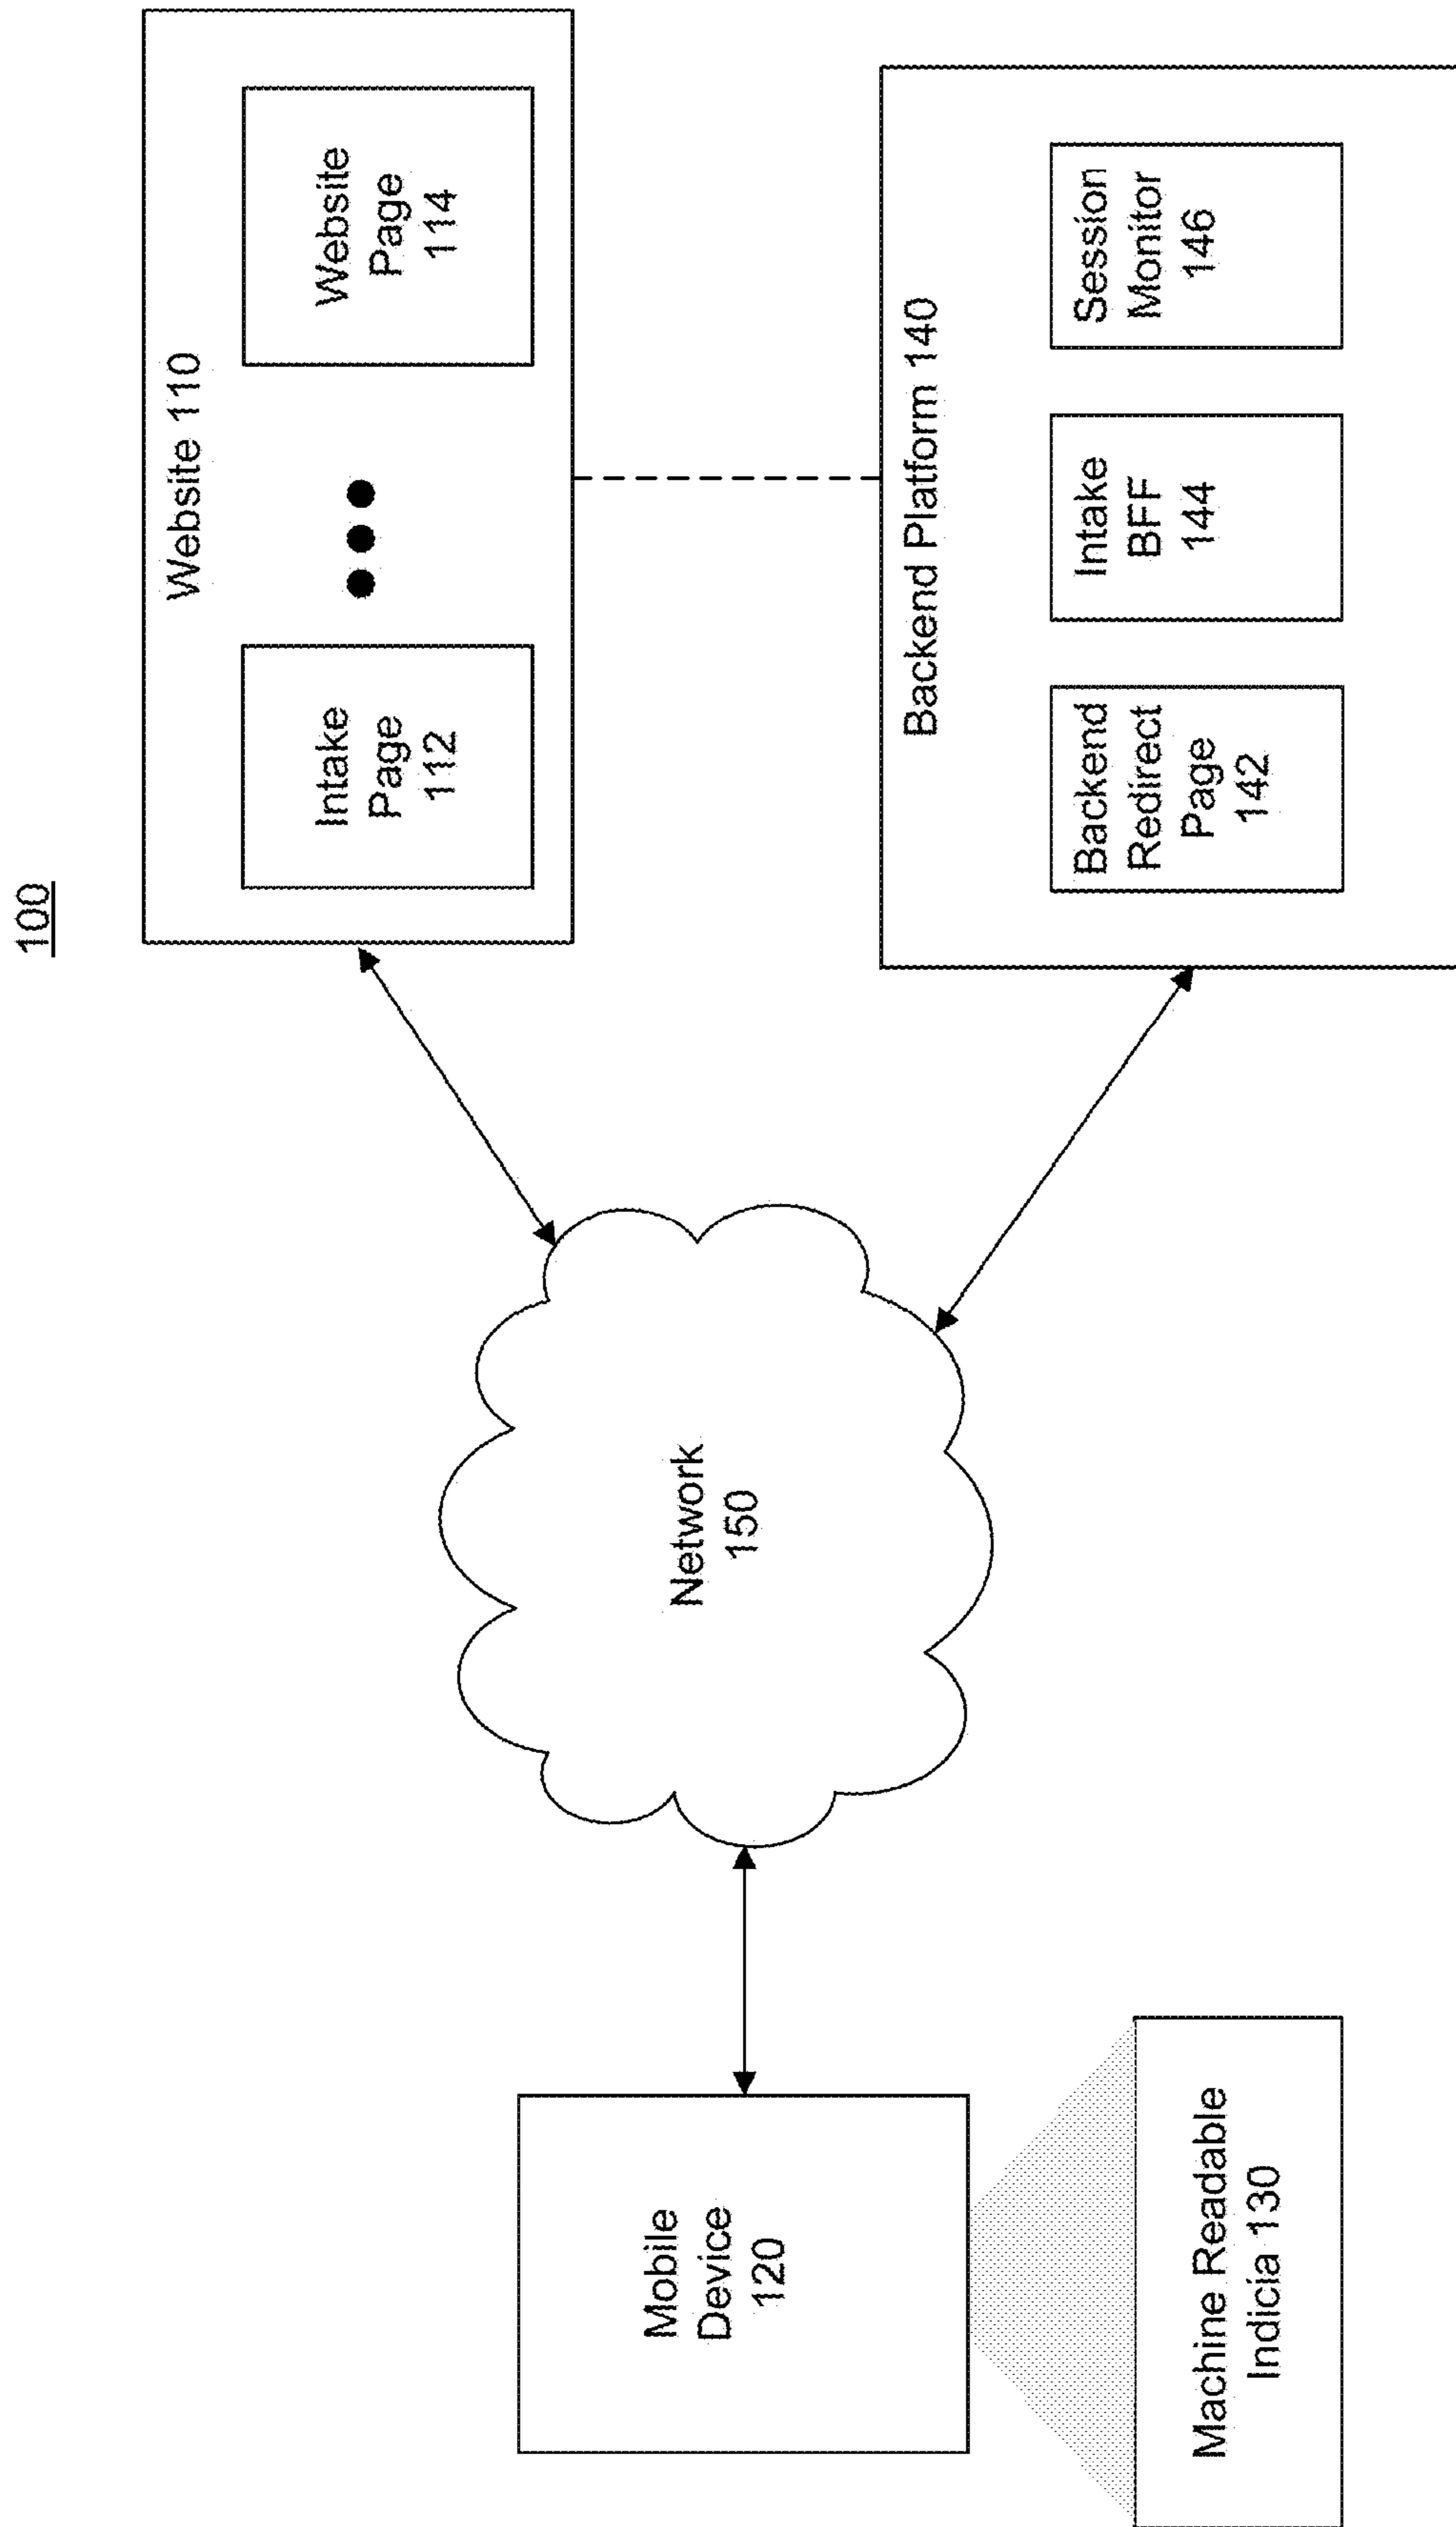 100
Website 110
Intake
Page
112
Website
Page
114
Mobile
Device
120
Network
150
Machine Readable
Indicia 130
Backend Platform 140
Backend
Redirect
Page
142
Intake
BFF
144
Session
Monitor
146